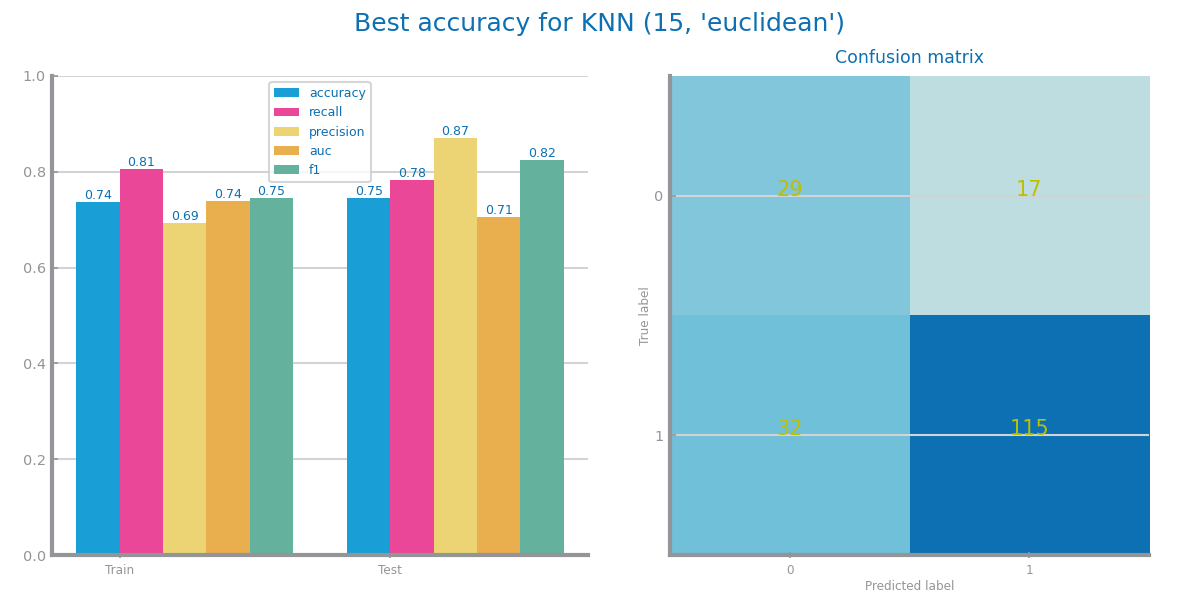 Best accuracy for KNN (15, 'euclidean')
1.0
0.8
0.6
0.4
0.2
0.0
accuracy
recall
precision
auc
f1
0.74
0.81
0.69
0.74
0.75
0.75
0.78
0.87
0.71
0.82
Train
Test
Confusion matrix
True label
0
1
29
17
32
115
0
1
Predicted label